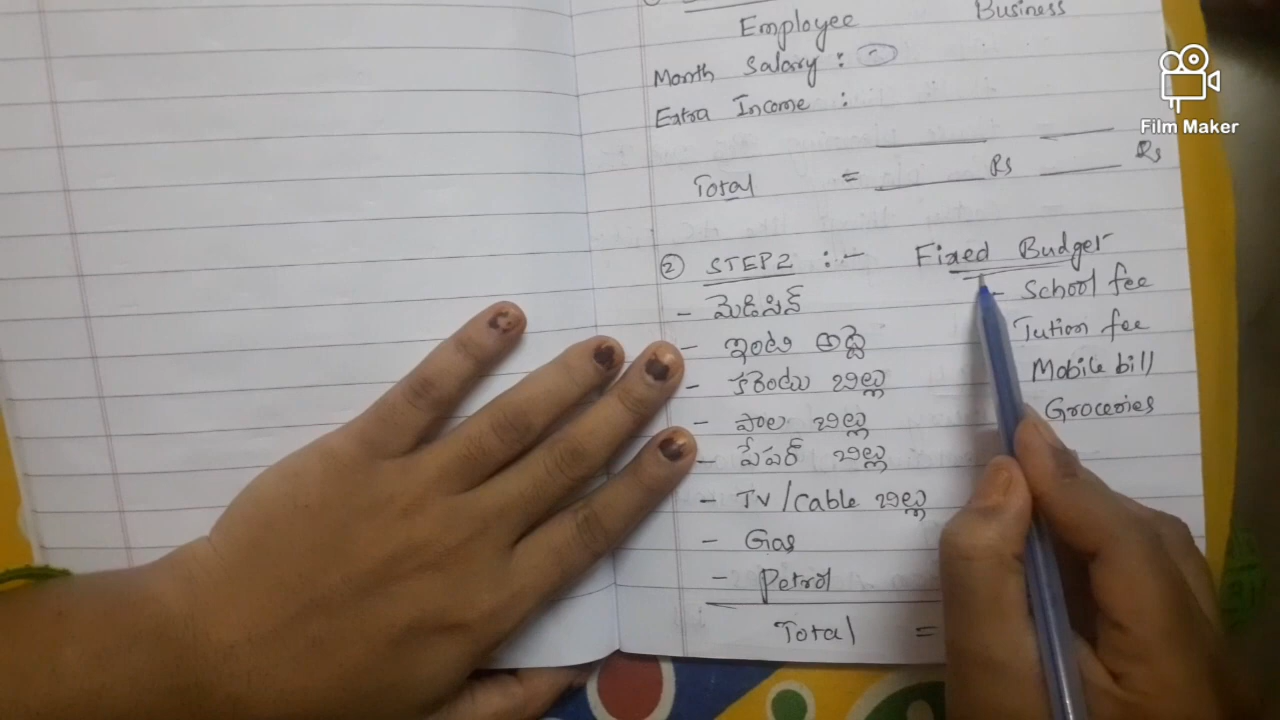 Employee Business
Month Salary :
Extra Income :
Rs
Total = Rs
② STEP2 :- Fixed Budget
- మెడిసిన్ - School fee
- ఇంటి అద్దె Tution fee
- కరెంటు బిల్లు Mobile bill
- పాల బిల్లు Groceries
- పేపర్ బిల్లు
- TV/Cable బిల్లు
- Gas
- Petrol
Total =
Film Maker